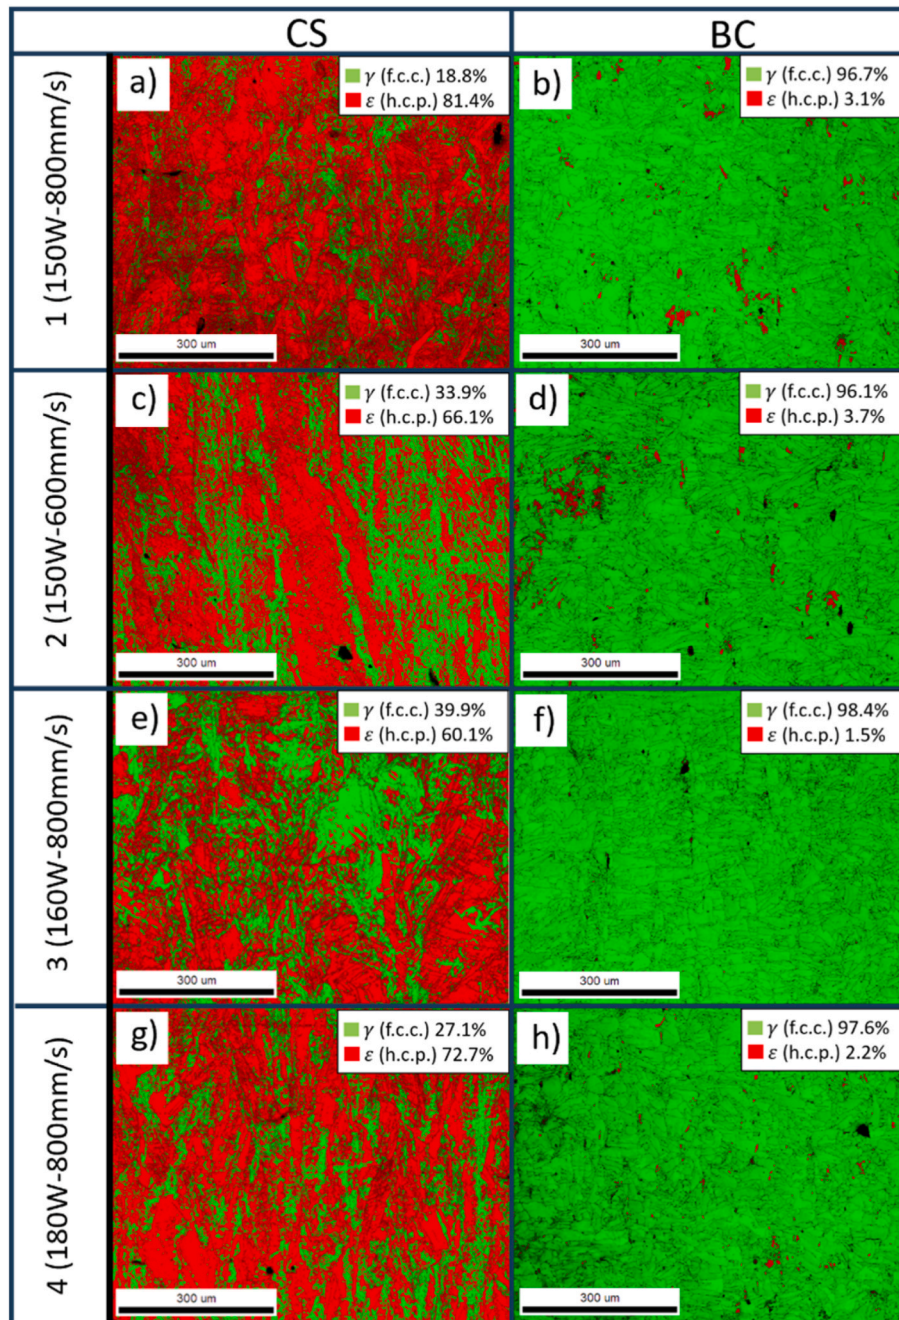 CS
BC
1 (150W-800mm/s)
a)
γ (f.c.c.) 18.8%
ε (h.c.p.) 81.4%
300 um
b)
γ (f.c.c.) 96.7%
ε (h.c.p.) 3.1%
300 um
2 (150W-600mm/s)
c)
γ (f.c.c.) 33.9%
ε (h.c.p.) 66.1%
300 um
d)
γ (f.c.c.) 96.1%
ε (h.c.p.) 3.7%
300 um
3 (160W-800mm/s)
e)
γ (f.c.c.) 39.9%
ε (h.c.p.) 60.1%
300 um
f)
γ (f.c.c.) 98.4%
ε (h.c.p.) 1.5%
300 um
4 (180W-800mm/s)
g)
γ (f.c.c.) 27.1%
ε (h.c.p.) 72.7%
300 um
h)
γ (f.c.c.) 97.6%
ε (h.c.p.) 2.2%
300 um